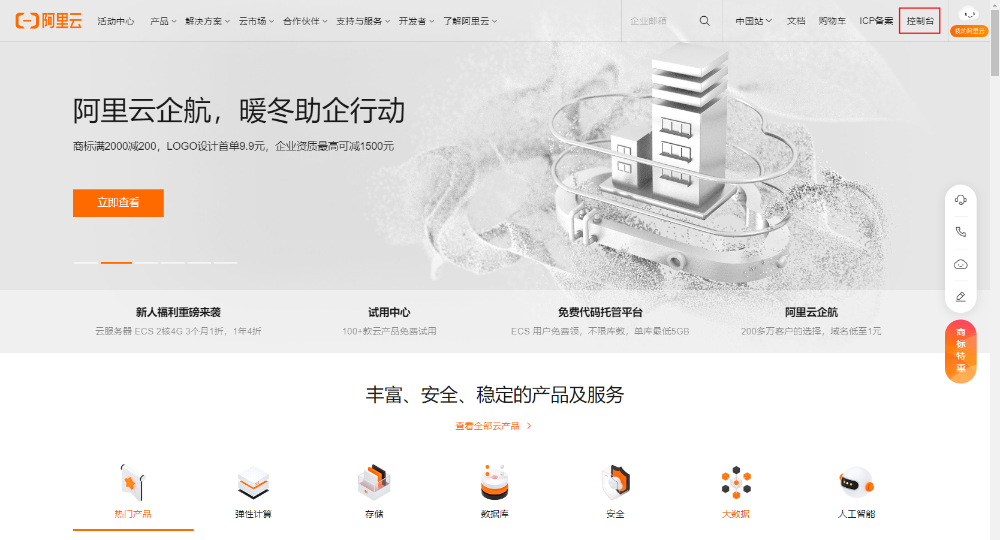 阿里云 活动中心 产品 解决方案 云市场 合作伙伴 支持与服务 开发者 了解阿里云 企业邮箱 中国站 文档 购物车 ICP备案 控制台
我的阿里云
阿里云企航，暖冬助企行动
商标满2000减200，LOGO设计首单9.9元，企业资质最高可减1500元
立即查看
新人福利重磅来袭 试用中心 免费代码托管平台 阿里云企航
云服务器 ECS 2核4G 3个月1折，1年4折 100+款云产品免费试用 ECS 用户免费领，不限库数，单库最低5GB 200多万客户的选择，域名低至1元
商
标
特
惠
丰富、安全、稳定的产品及服务
查看全部云产品
热门产品 弹性计算 存储 数据库 安全 大数据 人工智能